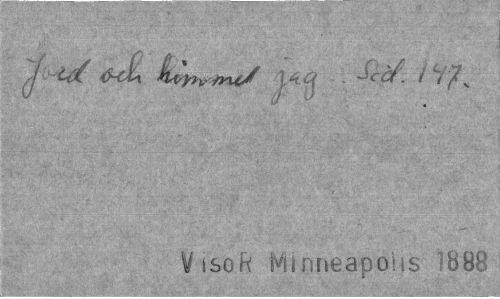 Jord och himmel jag .. Sid. 147.
VisoR Minneapolis 1888